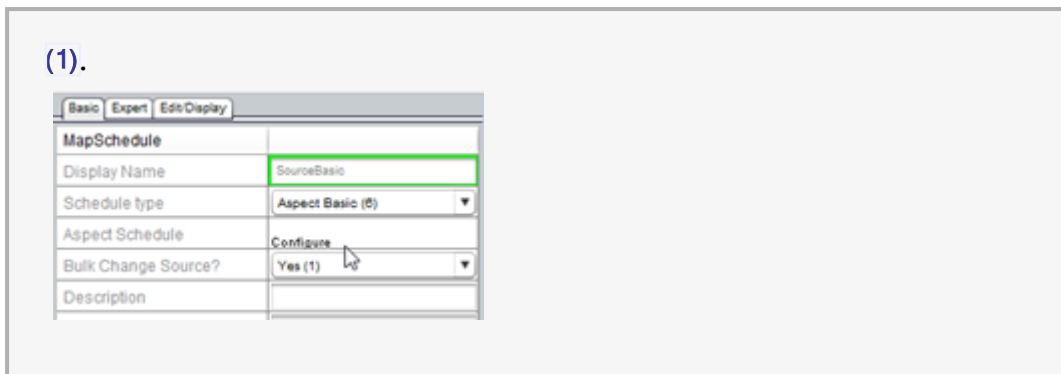 (1).
Basic Expert Edit/Display
MapSchedule
Display Name SourceBasic
Schedule type Aspect Basic (6)
Aspect Schedule Configure
Bulk Change Source? Yes (1)
Description